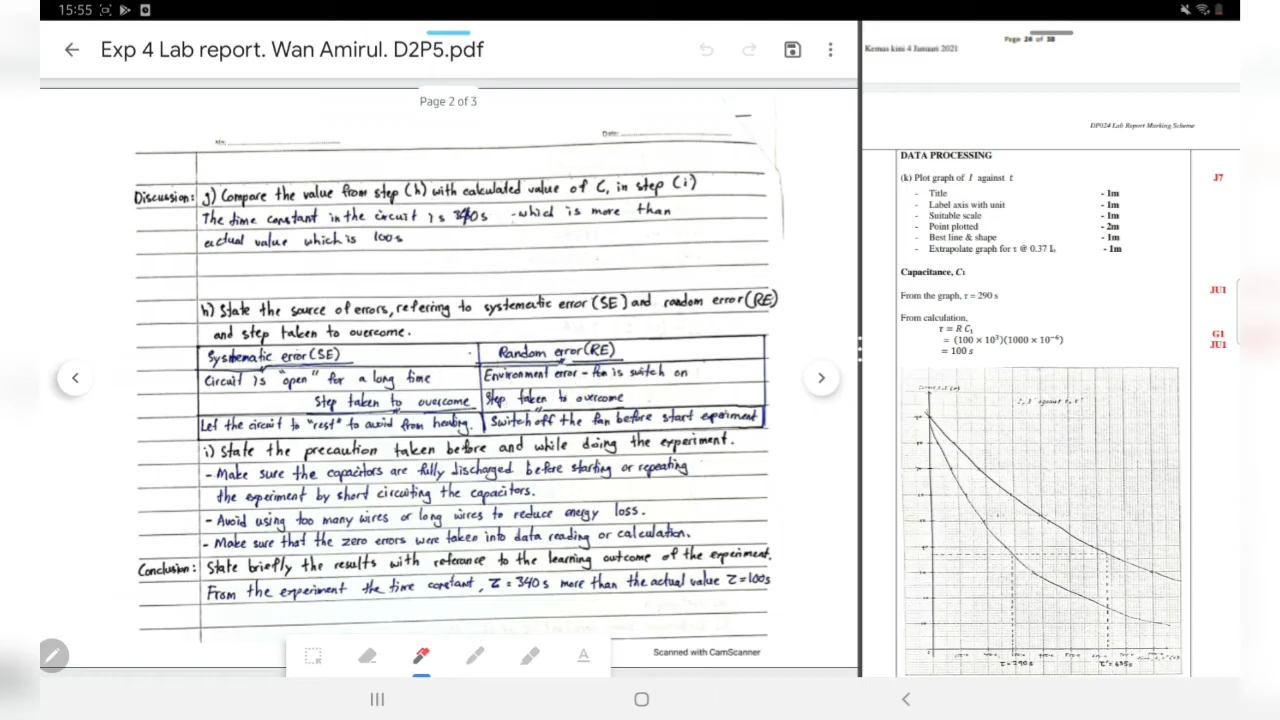 15:55
Exp 4 Lab report. Wan Amirul. D2P5.pdf
Page 2 of 3
Date:
Discussion: g) Compare the value from step (h) with calculated value of C, in step (i)
The time constant in the circuit is 340s which is more than
actual value which is 100s
h) State the source of errors, referring to systematic error (SE) and random error (RE)
and step taken to overcome.
Systematic error (SE)
Random error (RE)
Circuit is "open" for a long time
Environment error - Fan is switch on
Step taken to overcome
Step taken to overcome
Let the circuit to "rest" to avoid from heating.
Switch off the fan before start experiment
i) State the precaution taken before and while doing the experiment.
- Make sure the capacitors are fully discharged before starting or repeating
the experiment by short circuiting the capacitors.
- Avoid using too many wires or long wires to reduce energy loss.
- Make sure that the zero errors were taken into data reading or calculation.
Conclusion: State briefly the results with reference to the learning outcome of the experiment.
From the experiment the time constant, τ = 340 s more than the actual value τ = 100s
Scanned with CamScanner
A
Page 24 of 38
Kemas kini 4 Januari 2021
DP024 Lab Report Marking Scheme
DATA PROCESSING
(k) Plot graph of I against t
J7
- Title - 1m
- Label axis with unit - 1m
- Suitable scale - 1m
- Point plotted - 2m
- Best line & shape - 1m
- Extrapolate graph for τ @ 0.37 I₀ - 1m
Capacitance, C₁
From the graph, τ = 290 s
JU1
From calculation,
τ = R C₁
= (100 × 10³)(1000 × 10⁻⁶)
G1
= 100 s
JU1
τ = 290 s